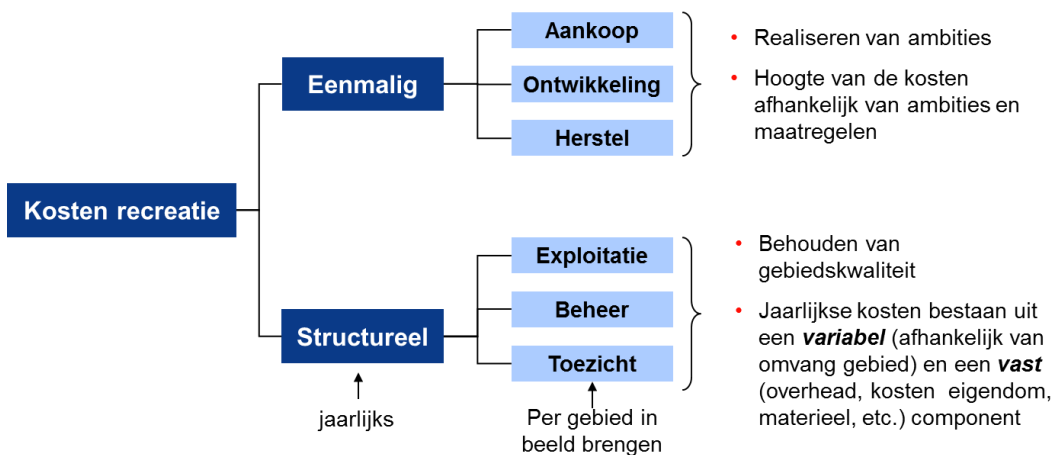 Kosten recreatie
Eenmalig
Aankoop
Ontwikkeling
Herstel
• Realiseren van ambities
• Hoogte van de kosten
afhankelijk van ambities en
maatregelen
Structureel
jaarlijks
Exploitatie
Beheer
Toezicht
Per gebied in
beeld brengen
• Behouden van
gebiedskwaliteit
• Jaarlijkse kosten bestaan uit
een variabel (afhankelijk van
omvang gebied) en een vast
(overhead, kosten eigendom,
materieel, etc.) component